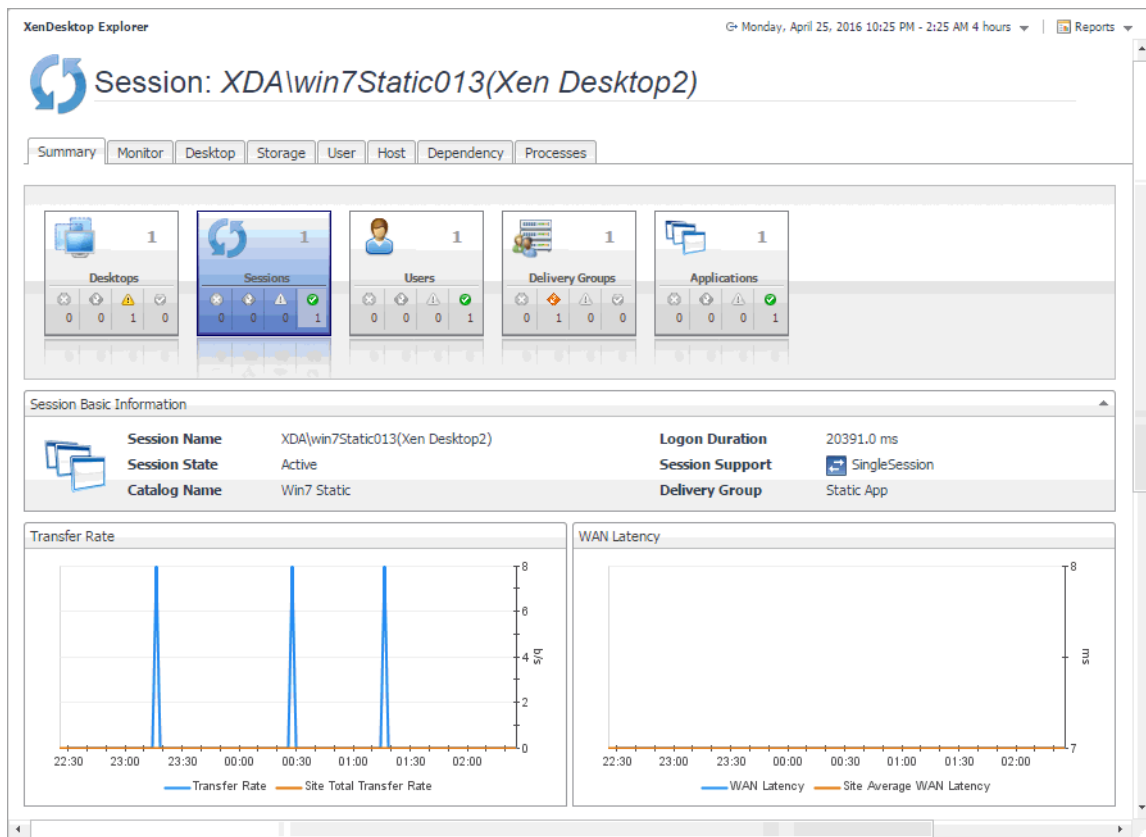 XenDesktop Explorer
Monday, April 25, 2016 10:25 PM - 2:25 AM 4 hours
Reports
Session: XDA\win7Static013(Xen Desktop2)
Summary Monitor Desktop Storage User Host Dependency Processes
1 1 1 1 1
Desktops Sessions Users Delivery Groups Applications
0 0 1 0 0 0 0 1 0 0 0 1 0 1 0 0 0 0 0 1
Session Basic Information
Session Name XDA\win7Static013(Xen Desktop2) Logon Duration 20391.0 ms
Session State Active Session Support SingleSession
Catalog Name Win7 Static Delivery Group Static App
Transfer Rate
8
6
4 b/s
2
0
22:30 23:00 23:30 00:00 00:30 01:00 01:30 02:00
Transfer Rate Site Total Transfer Rate
WAN Latency
8
ms
7
22:30 23:00 23:30 00:00 00:30 01:00 01:30 02:00
WAN Latency Site Average WAN Latency